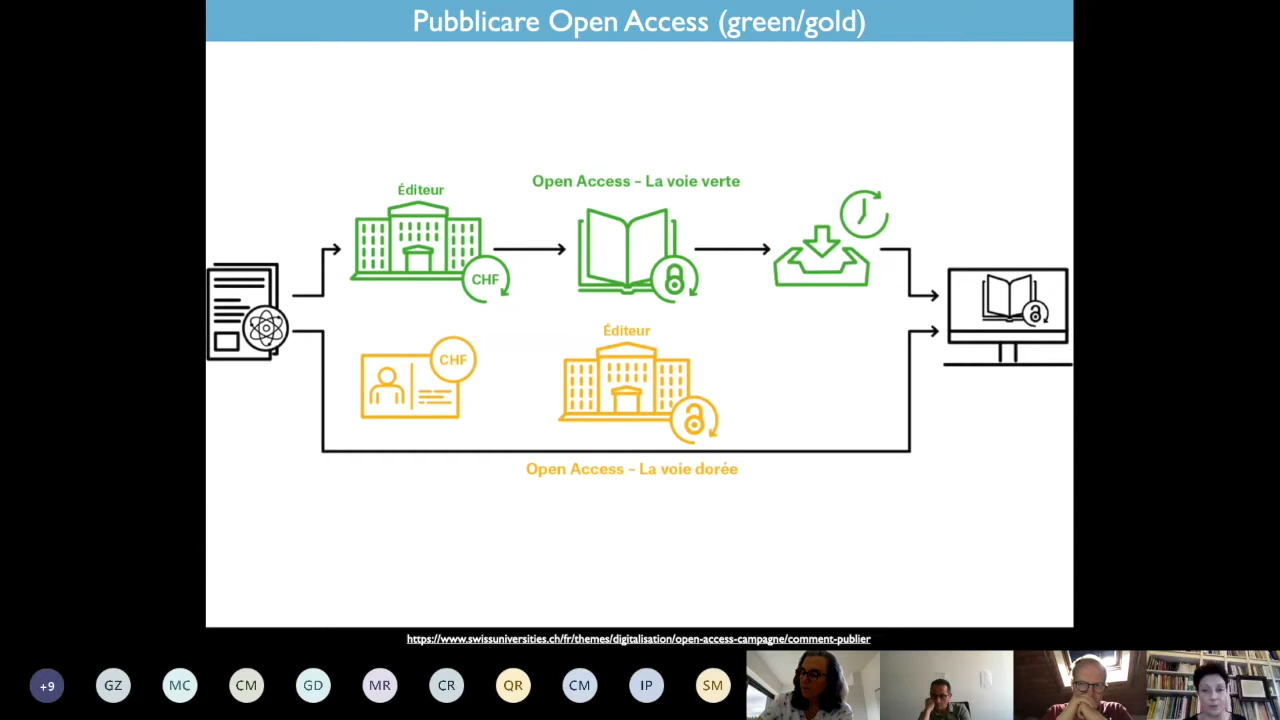 Pubblicare Open Access (green/gold)
Open Access – La voie verte
Éditeur
CHF
Éditeur
CHF
Open Access – La voie dorée
https://www.swissuniversities.ch/fr/themes/digitalisation/open-access-campagne/comment-publier
+9 GZ MC CM GD MR CR QR CM IP SM